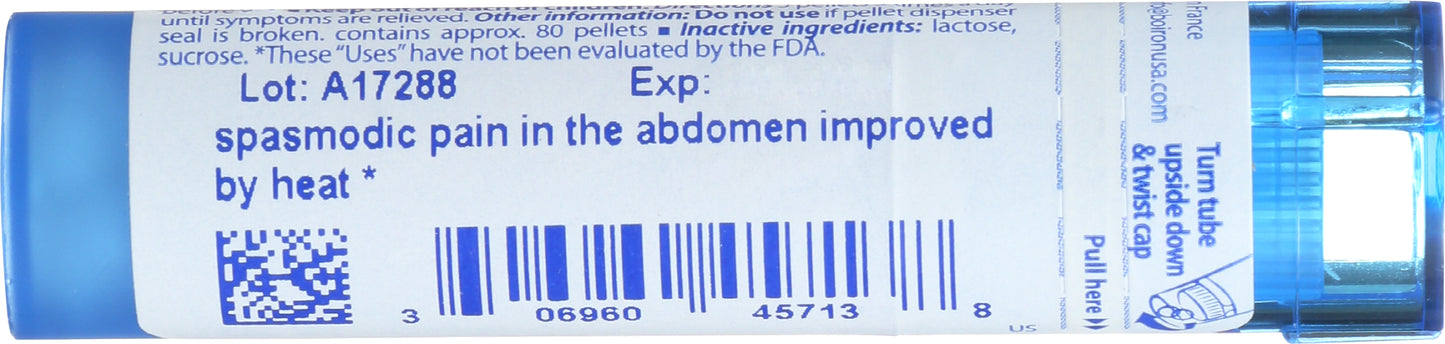 until symptoms are relieved. Other information: Do not use if pellet dispenser
seal is broken. contains approx. 80 pellets ■ Inactive ingredients: lactose,
sucrose. *These “Uses” have not been evaluated by the FDA.
Lot: A17288 Exp:
spasmodic pain in the abdomen improved
by heat *
3 06960 45713 8
US
boironusa.com
Turn tube
upside down
& twist cap
Pull here